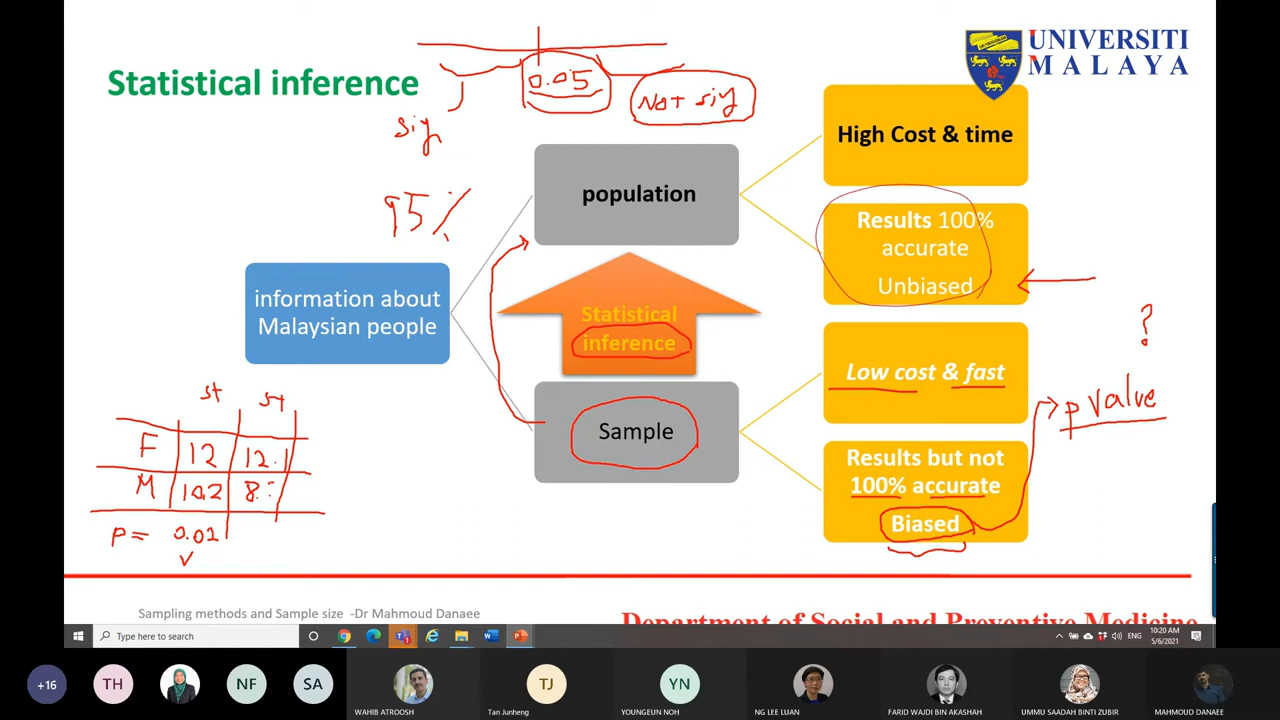 Statistical inference
0.05
Not sig
sig
95%
UNIVERSITI
MALAYA
High Cost & time
population
Results 100%
accurate
Unbiased
information about
Malaysian people
Statistical
inference
?
Low cost & fast
p value
Sample
Results but not
100% accurate
Biased
st st
F 12 12.1
M 10.2
P = 0.02
Sampling methods and Sample size -Dr Mahmoud Danaee
Department of Social and Preventive Medicine
Type here to search
ENG
10:20 AM
5/6/2021
+16
TH
NF
SA
WAHIB ATROOSH
TJ
Tan Junheng
YN
YOUNGEUN NOH
NG LEE LUAN
FARID WAJDI BIN AKASHAH
UMMU SAADAH BINTI ZUBIR
MAHMOUD DANAEE